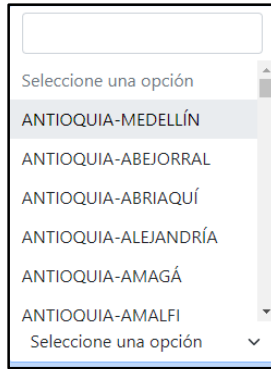 Seleccione una opción
ANTIOQUIA-MEDELLÍN
ANTIOQUIA-ABEJORRAL
ANTIOQUIA-ABRIAQUÍ
ANTIOQUIA-ALEJANDRÍA
ANTIOQUIA-AMAGÁ
ANTIOQUIA-AMALFI
Seleccione una opción